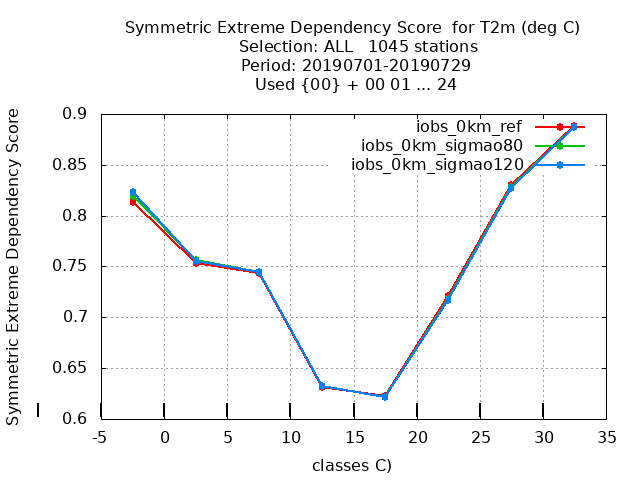 Symmetric Extreme Dependency Score  for T2m (deg C)
Selection: ALL   1045 stations
Period: 20190701-20190729
Used {00} + 00 01 ... 24
iobs_0km_ref
iobs_0km_sigmao80
iobs_0km_sigmao120
Symmetric Extreme Dependency Score
0.9
0.85
0.8
0.75
0.7
0.65
0.6
-5 0 5 10 15 20 25 30 35
classes C)